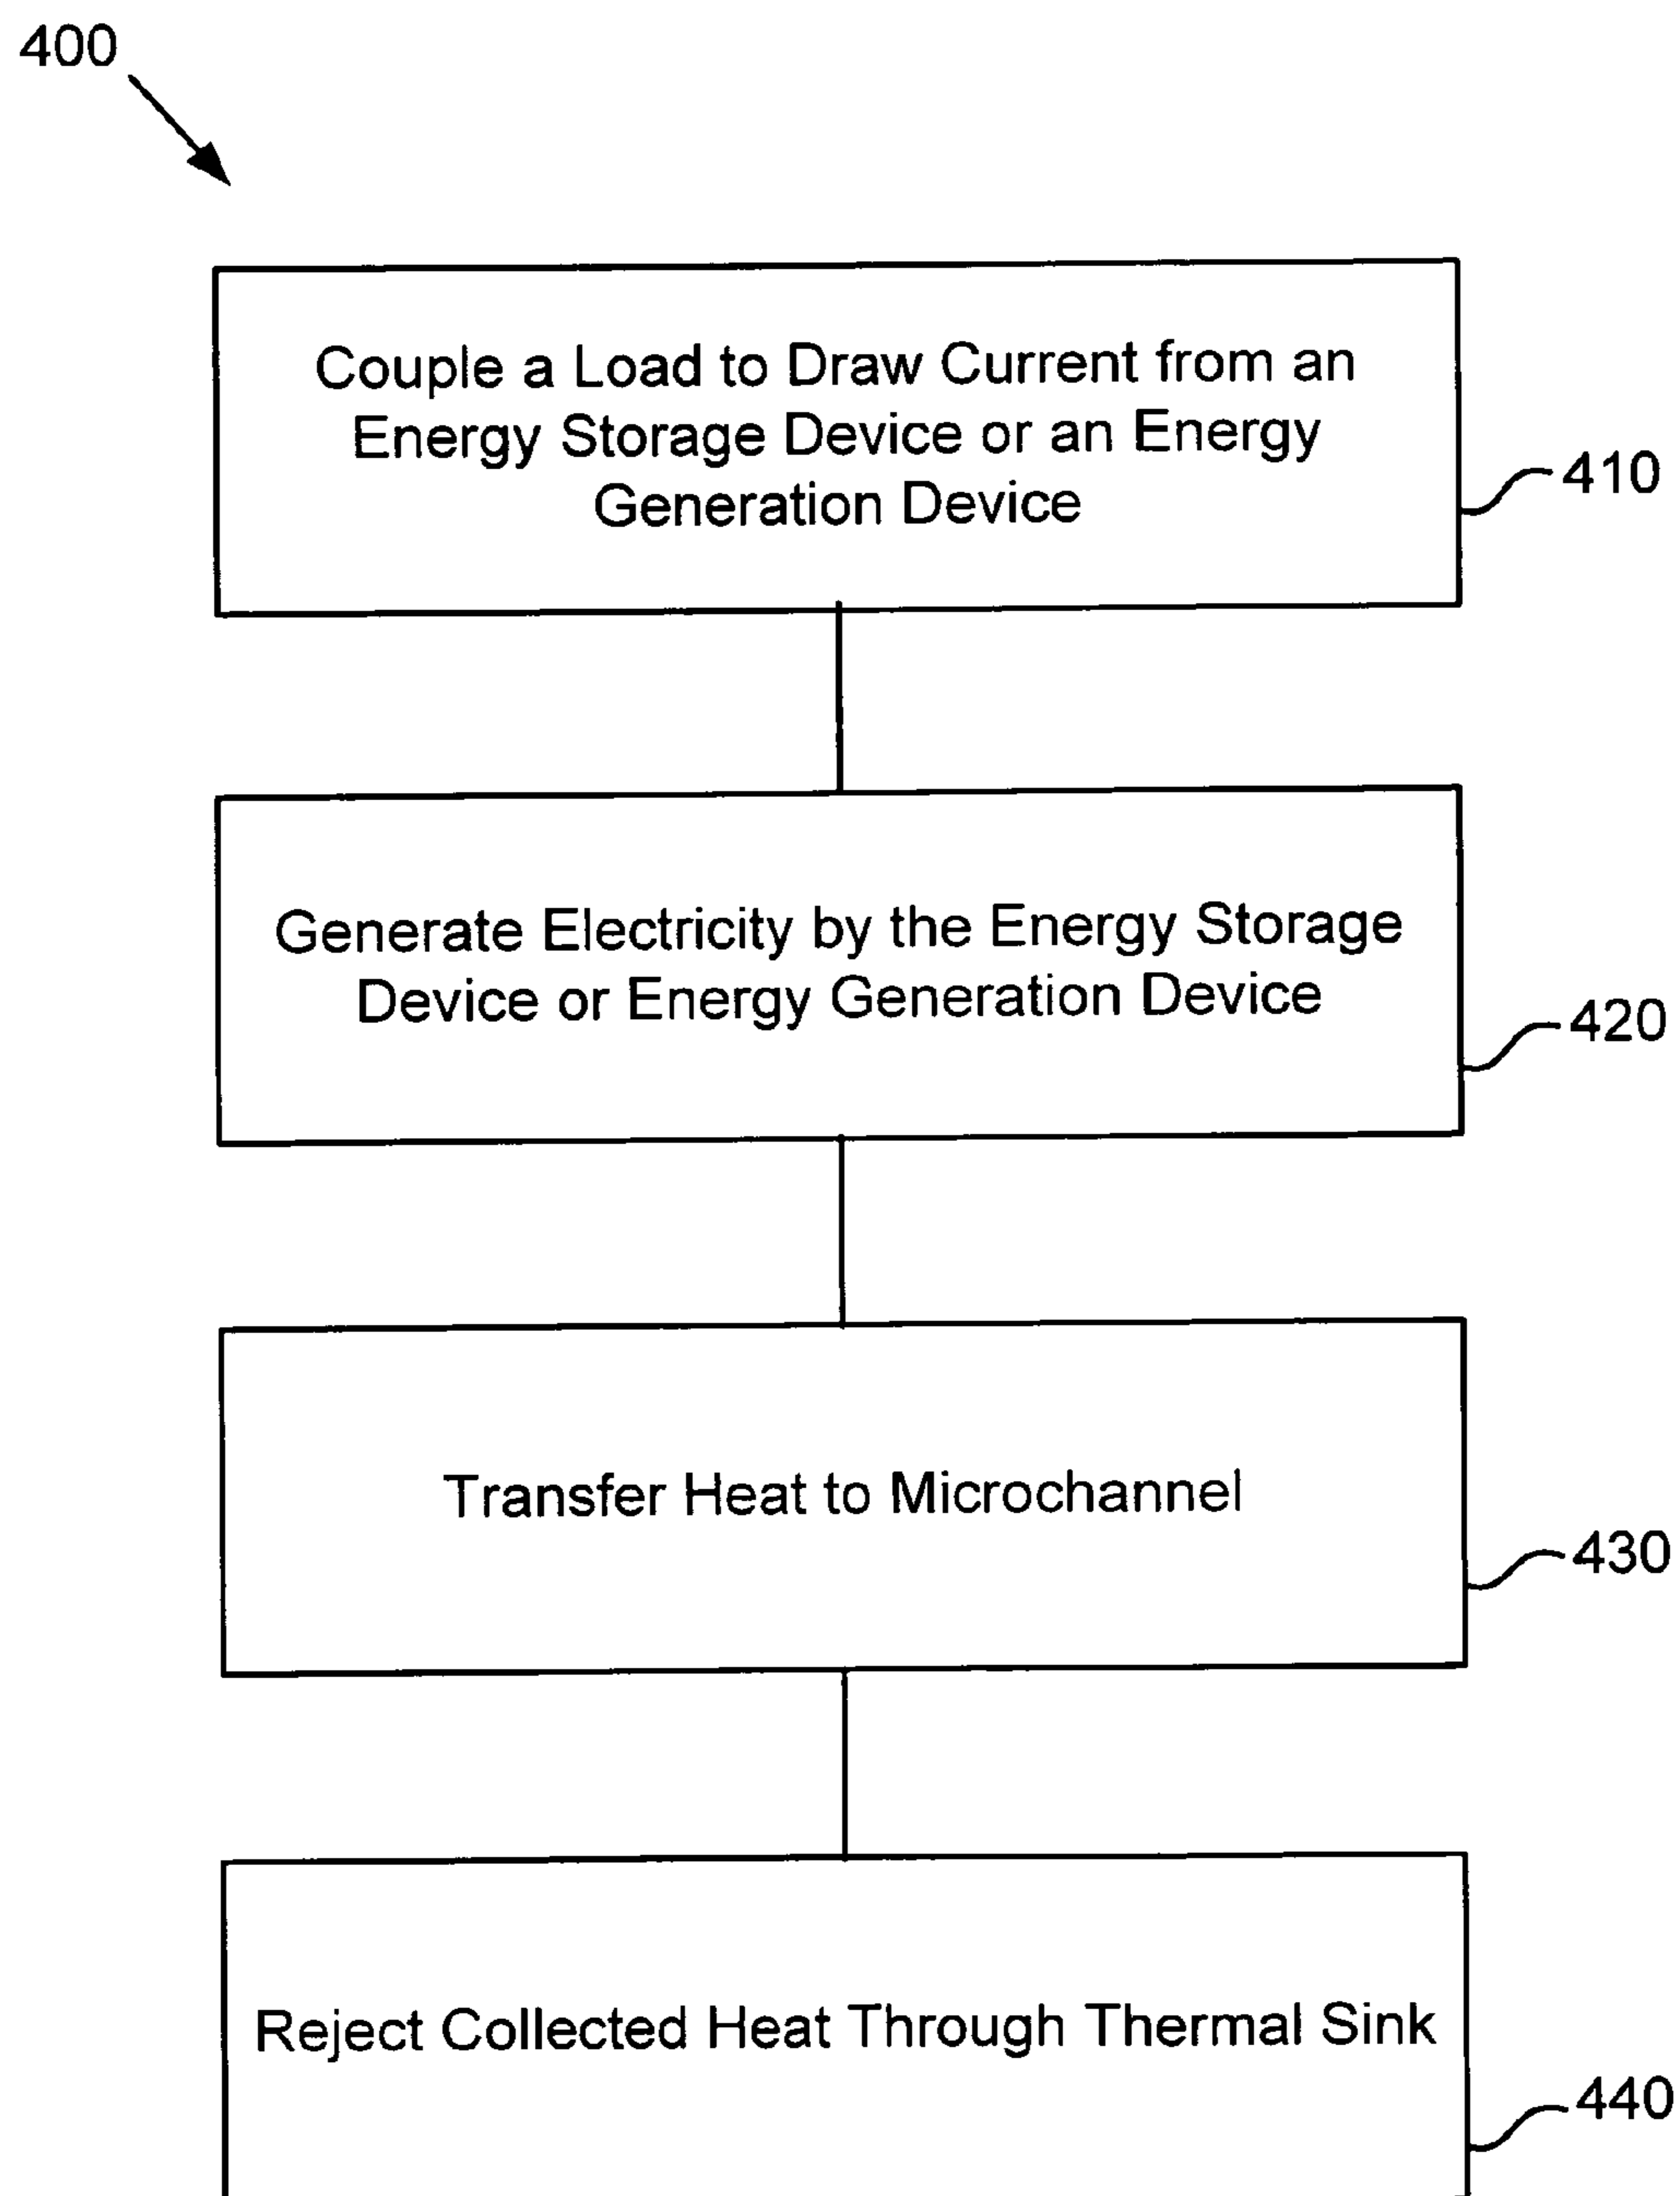 400
Couple a Load to Draw Current from an
Energy Storage Device or an Energy
Generation Device
410
Generate Electricity by the Energy Storage
Device or Energy Generation Device
420
Transfer Heat to Microchannel
430
Reject Collected Heat Through Thermal Sink
440